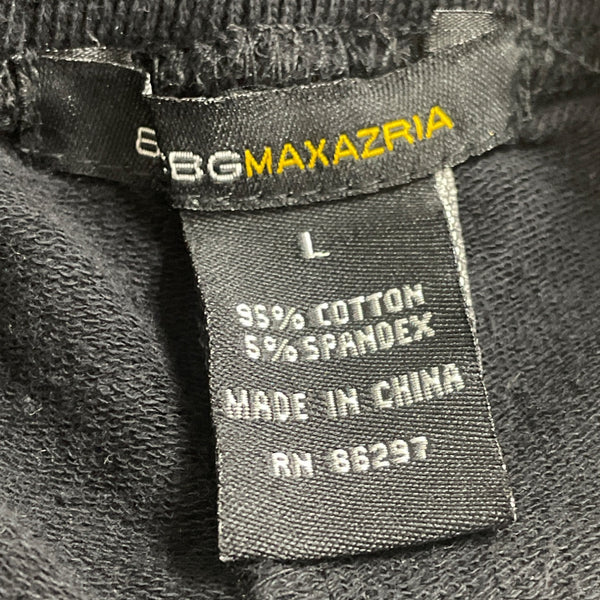 BCBGMAXAZRIA
L
95% COTTON
5% SPANDEX
MADE IN CHINA
RN 86297